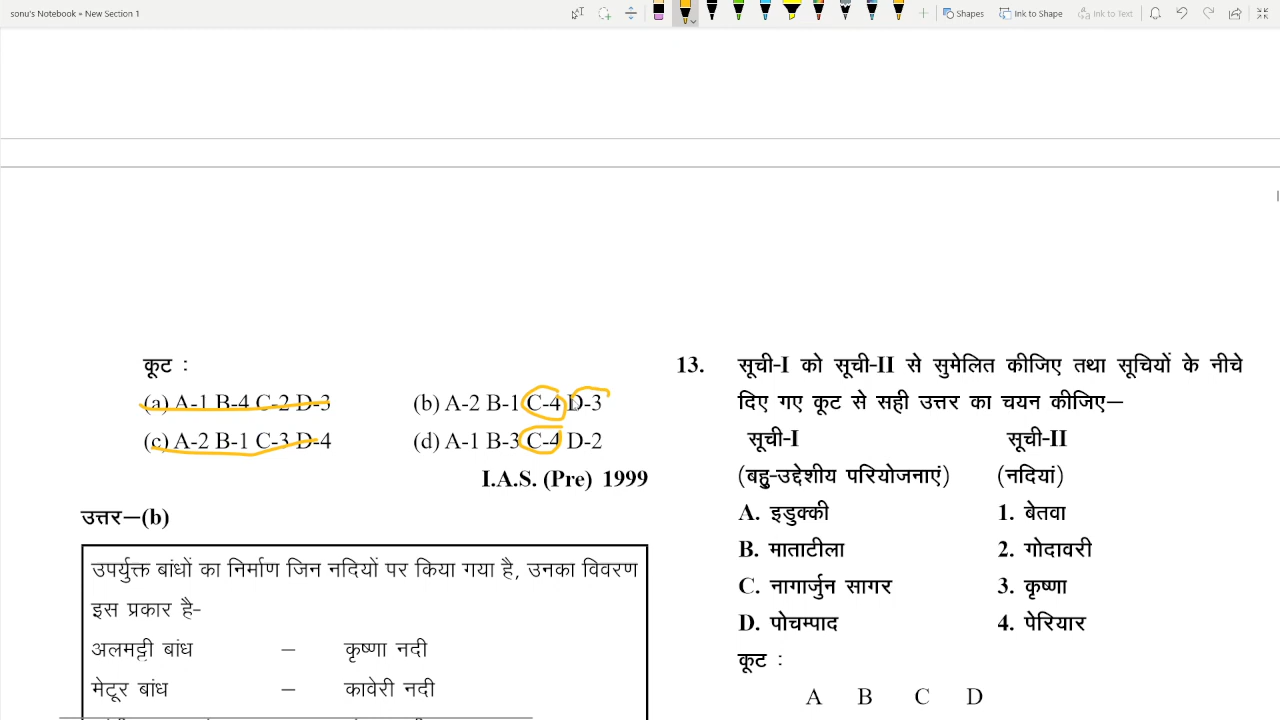 sonu's Notebook » New Section 1
Shapes Ink to Shape Ink to Text
कूट :
(a) A-1 B-4 C-2 D-3 (b) A-2 B-1 C-4 D-3
(c) A-2 B-1 C-3 D-4 (d) A-1 B-3 C-4 D-2
I.A.S. (Pre) 1999
उत्तर—(b)
उपर्युक्त बांधों का निर्माण जिन नदियों पर किया गया है, उनका विवरण
इस प्रकार है-
अलमट्टी बांध – कृष्णा नदी
मेटूर बांध – कावेरी नदी
13. सूची-I को सूची-II से सुमेलित कीजिए तथा सूचियों के नीचे
दिए गए कूट से सही उत्तर का चयन कीजिए—
सूची-I सूची-II
(बहु-उद्देशीय परियोजनाएं) (नदियां)
A. इडुक्की 1. बेतवा
B. माताटीला 2. गोदावरी
C. नागार्जुन सागर 3. कृष्णा
D. पोचम्पाद 4. पेरियार
कूट :
A B C D